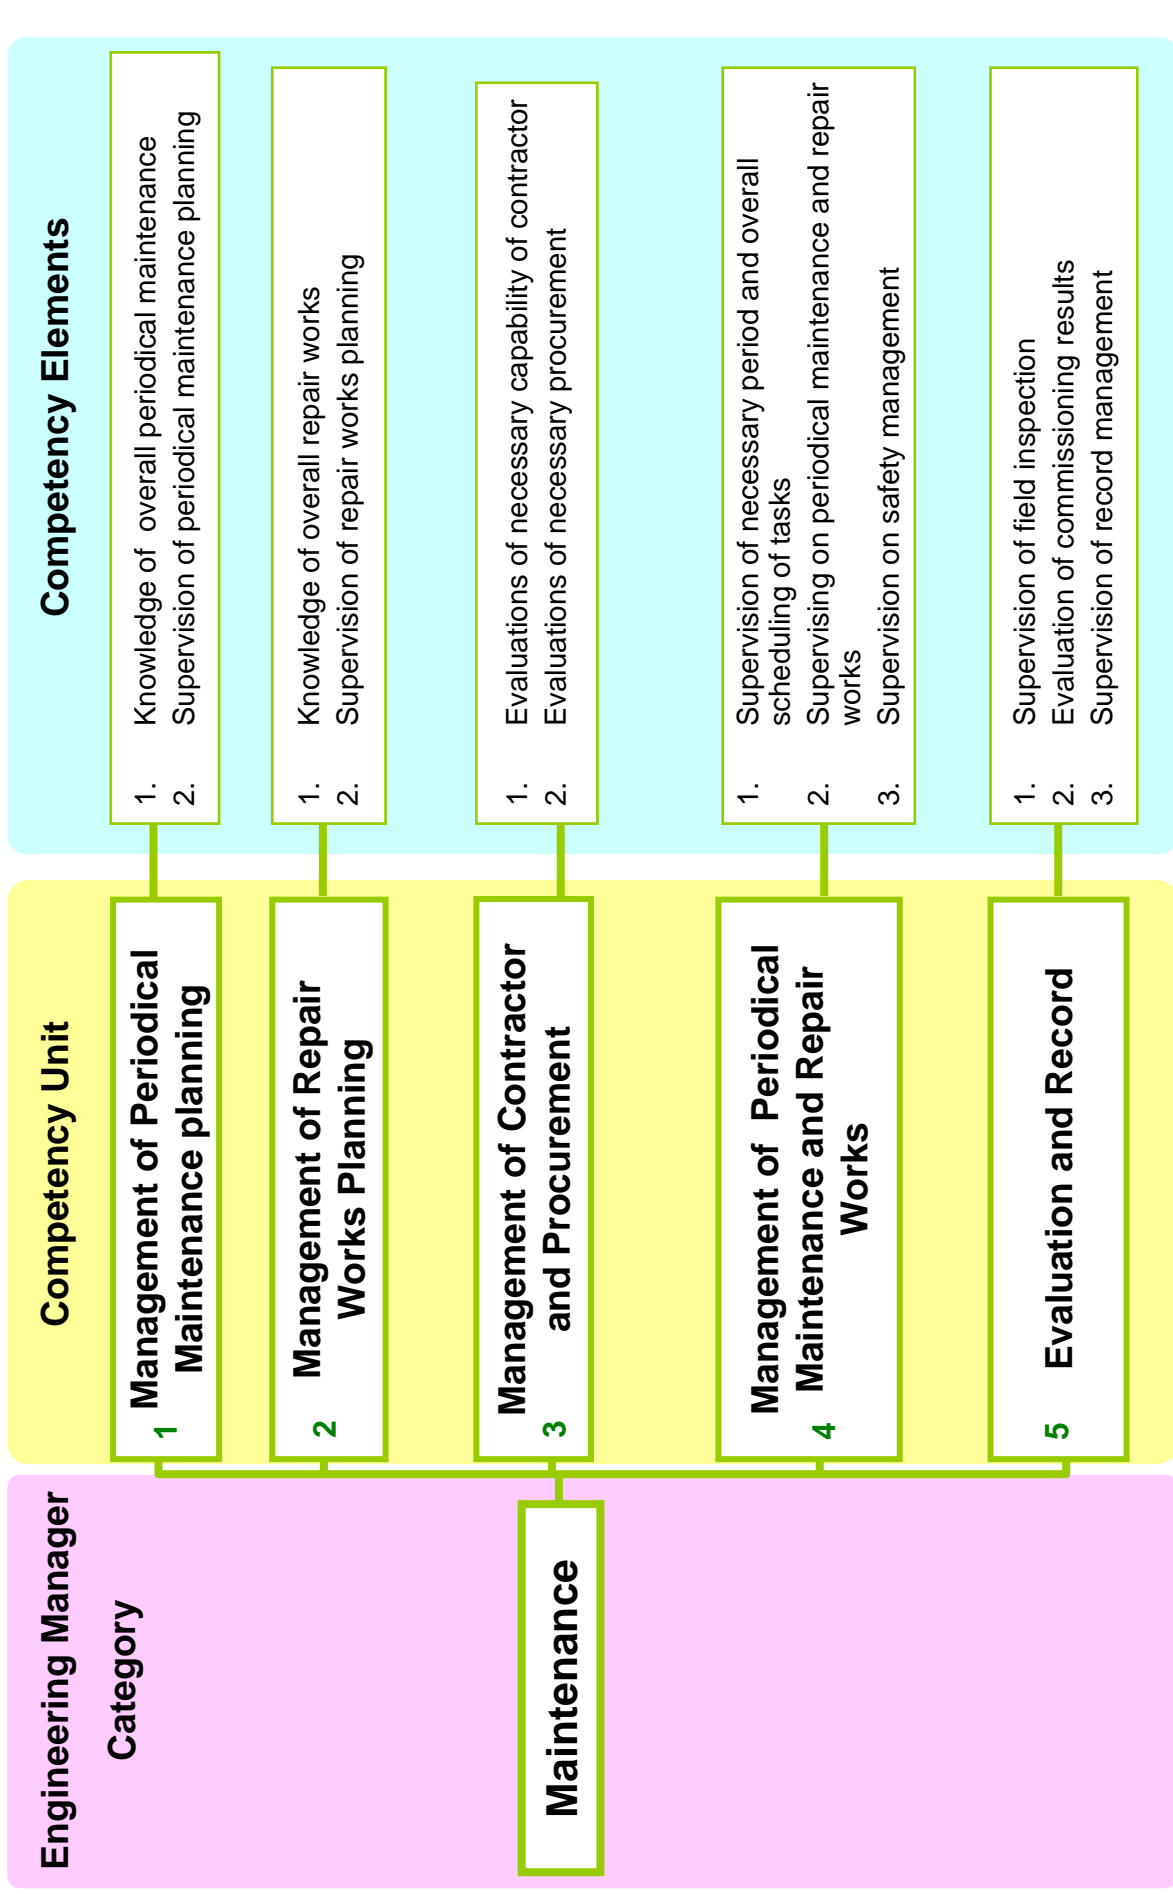 Engineering Manager
Category
Competency Unit
Competency Elements
Maintenance
1
Management of Periodical
Maintenance planning
1. Knowledge of  overall periodical maintenance
2. Supervision of periodical maintenance planning
2
Management of Repair
Works Planning
1. Knowledge of overall repair works
2. Supervision of repair works planning
3
Management of Contractor
and Procurement
1. Evaluations of necessary capability of contractor
2. Evaluations of necessary procurement
4
Management of  Periodical
Maintenance and Repair
Works
1. Supervision of necessary period and overall
scheduling of tasks
2. Supervising on periodical maintenance and repair
works
3. Supervision on safety management
5
Evaluation and Record
1. Supervision of field inspection
2. Evaluation of commissioning results
3. Supervision of record management